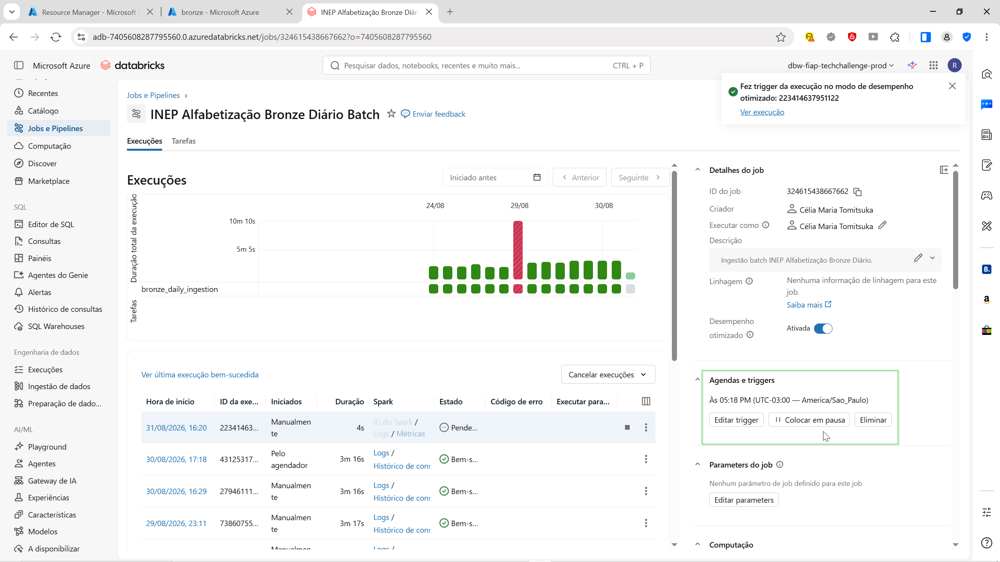 Resource Manager - Microsoft A
bronze - Microsoft Azure
INEP Alfabetização Bronze Diári
adb-7405608287795560.0.azuredatabricks.net/jobs/324615438667662?o=7405608287795560
Microsoft Azure
databricks
Pesquisar dados, notebooks, recentes e muito mais...
CTRL + P
dbw-fiap-techchallenge-prod
R
Fez trigger da execução no modo de desempenho
otimizado: 223414637951122
Ver execução
Recentes
Catálogo
Jobs e Pipelines
Computação
Discover
Marketplace
SQL
Editor de SQL
Consultas
Painéis
Agentes do Genie
Alertas
Histórico de consultas
SQL Warehouses
Engenharia de dados
Execuções
Ingestão de dados
Preparação de dado...
AI/ML
Playground
Agentes
Gateway de IA
Experiências
Características
Modelos
A disponibilizar
Jobs e Pipelines
INEP Alfabetização Bronze Diário Batch
Enviar feedback
Execuções
Tarefas
Execuções
Iniciado antes
Anterior
Seguinte
24/08
29/08
30/08
Duração total da execução
10m 10s
5m 5s
bronze_daily_ingestion
Tarefas
Ver última execução bem-sucedida
Cancelar execuções
Hora de início
ID da exe...
Iniciados
Duração
Spark
Estado
Código de erro
Executar para...
31/08/2026, 16:20
22341463...
Manualmen
te
4s
IU do Spark /
Logs / Métricas
Pende...
30/08/2026, 17:18
43125317...
Pelo
agendador
3m 16s
Logs /
Histórico de cons
Bem-s...
30/08/2026, 16:29
27946111...
Manualmen
te
3m 16s
Logs /
Histórico de cons
Bem-s...
29/08/2026, 23:11
73860755...
Manualmen
te
3m 17s
Logs /
Histórico de cons
Bem-s...
Manualmen
Logs /
Detalhes do job
ID do job
324615438667662
Criador
Célia Maria Tomitsuka
Executar como
Célia Maria Tomitsuka
Descrição
Ingestão batch INEP Alfabetização Bronze Diário.
Linhagem
Nenhuma informação de linhagem para este
job.
Saiba mais
Desempenho
otimizado
Ativada
Agendas e triggers
Às 05:18 PM (UTC-03:00 — America/Sao_Paulo)
Editar trigger
Colocar em pausa
Eliminar
Parameters do job
Nenhum parâmetro de job definido para este job
Editar parameters
Computação
B.
a